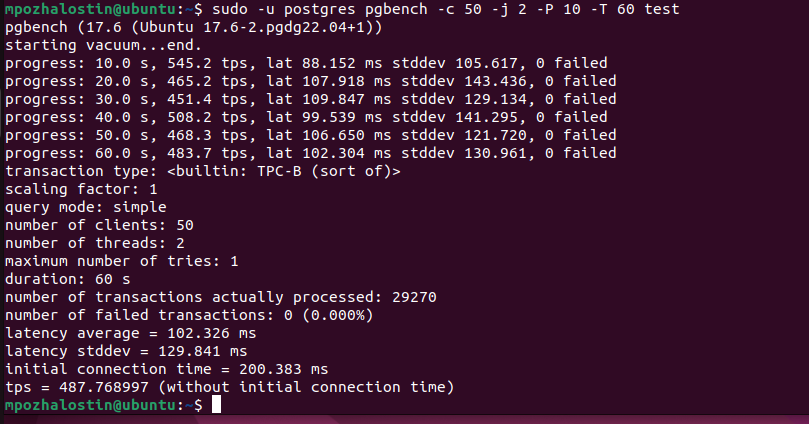 mpozhalostin@ubuntu:~$ sudo -u postgres pgbench -c 50 -j 2 -P 10 -T 60 test
pgbench (17.6 (Ubuntu 17.6-2.pgdg22.04+1))
starting vacuum...end.
progress: 10.0 s, 545.2 tps, lat 88.152 ms stddev 105.617, 0 failed
progress: 20.0 s, 465.2 tps, lat 107.918 ms stddev 143.436, 0 failed
progress: 30.0 s, 451.4 tps, lat 109.847 ms stddev 129.134, 0 failed
progress: 40.0 s, 508.2 tps, lat 99.539 ms stddev 141.295, 0 failed
progress: 50.0 s, 468.3 tps, lat 106.650 ms stddev 121.720, 0 failed
progress: 60.0 s, 483.7 tps, lat 102.304 ms stddev 130.961, 0 failed
transaction type: <builtin: TPC-B (sort of)>
scaling factor: 1
query mode: simple
number of clients: 50
number of threads: 2
maximum number of tries: 1
duration: 60 s
number of transactions actually processed: 29270
number of failed transactions: 0 (0.000%)
latency average = 102.326 ms
latency stddev = 129.841 ms
initial connection time = 200.383 ms
tps = 487.768997 (without initial connection time)
mpozhalostin@ubuntu:~$